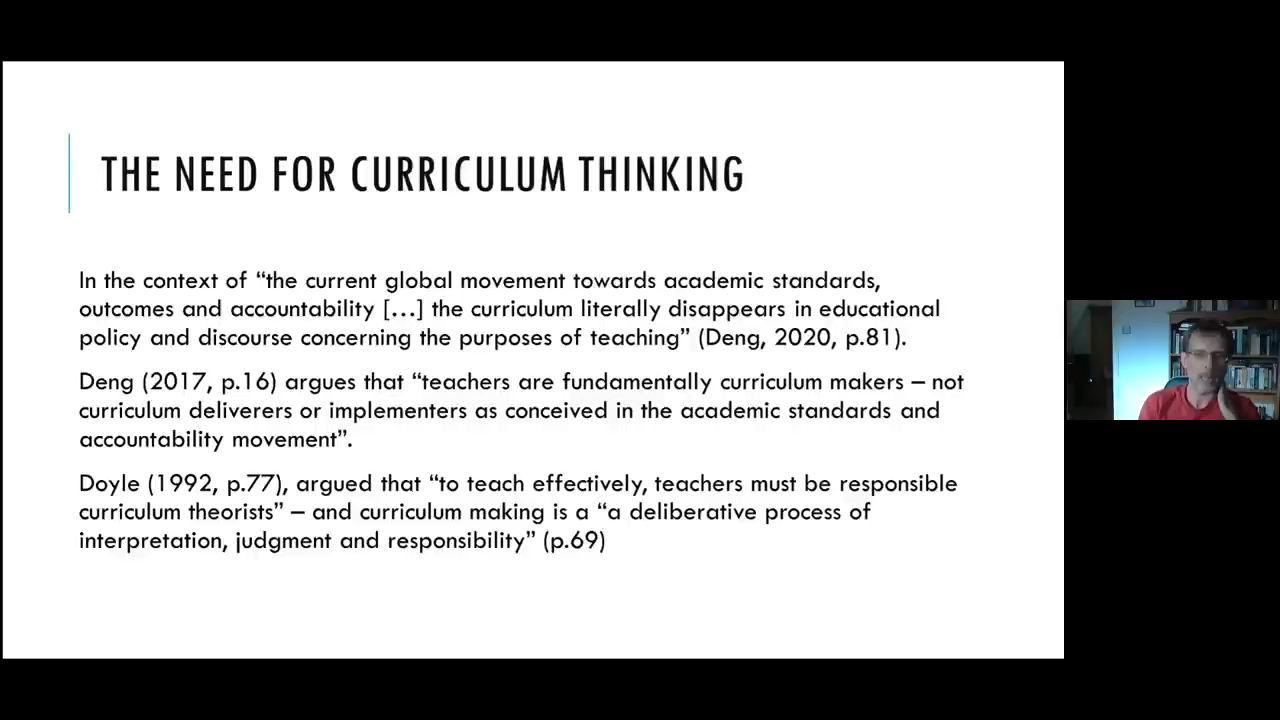 THE NEED FOR CURRICULUM THINKING
In the context of “the current global movement towards academic standards,
outcomes and accountability […] the curriculum literally disappears in educational
policy and discourse concerning the purposes of teaching” (Deng, 2020, p.81).
Deng (2017, p.16) argues that “teachers are fundamentally curriculum makers – not
curriculum deliverers or implementers as conceived in the academic standards and
accountability movement”.
Doyle (1992, p.77), argued that “to teach effectively, teachers must be responsible
curriculum theorists” – and curriculum making is a “a deliberative process of
interpretation, judgment and responsibility” (p.69)